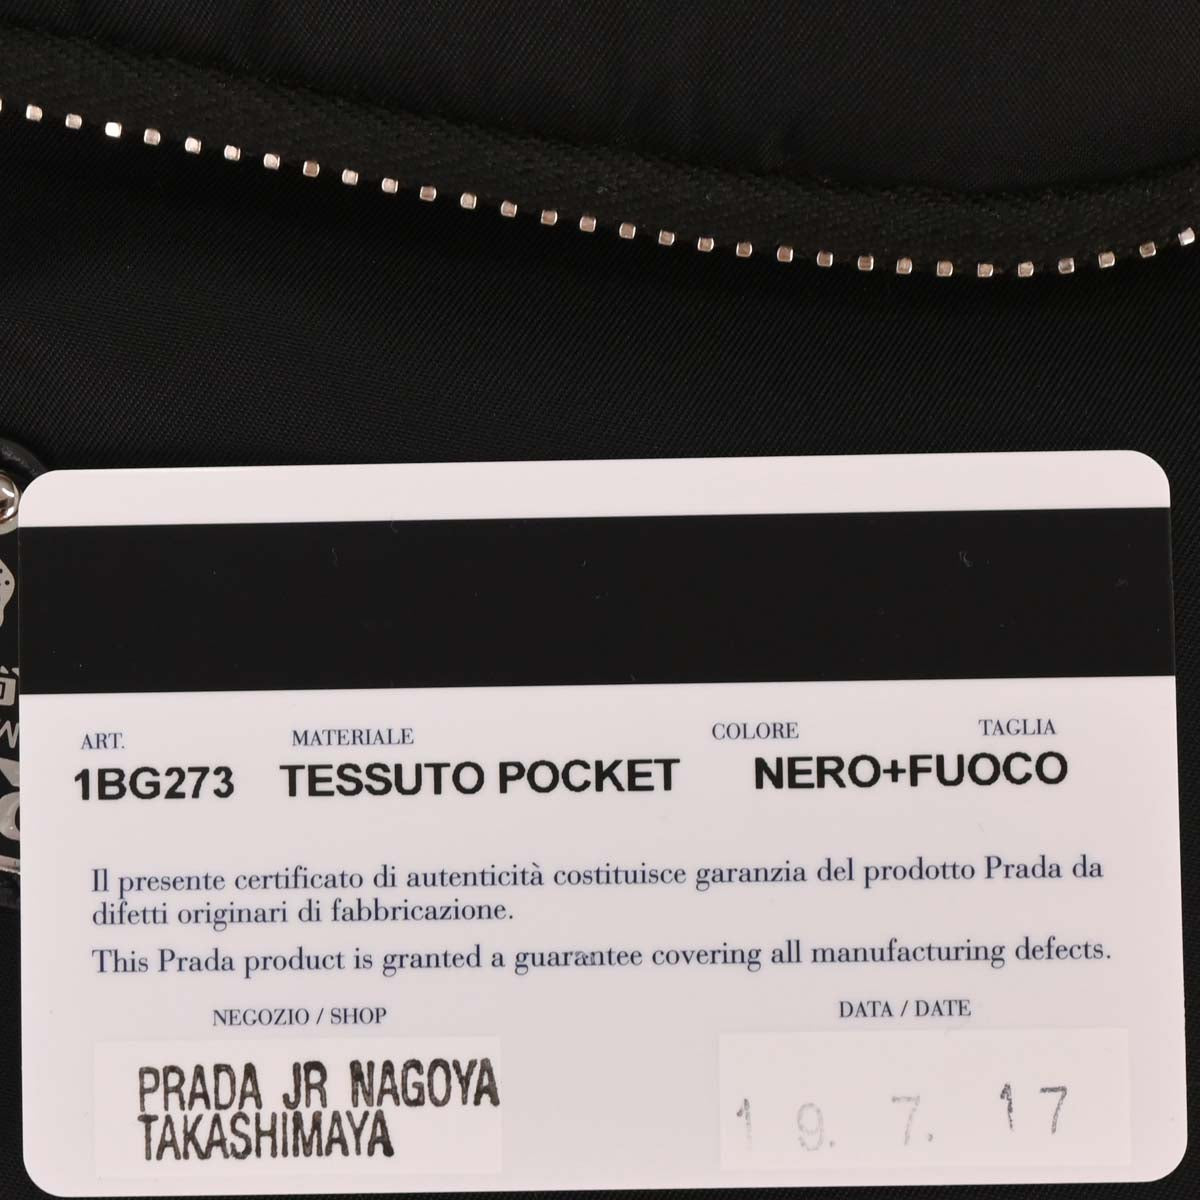 ART. MATERIALE COLORE TAGLIA
1BG273 TESSUTO POCKET NERO+FUOCO
Il presente certificato di autenticità costituisce garanzia del prodotto Prada da
difetti originari di fabbricazione.
This Prada product is granted a guarantee covering all manufacturing defects.
NEGOZIO / SHOP DATA / DATE
PRADA JR NAGOYA
TAKASHIMAYA
19. 7. 17